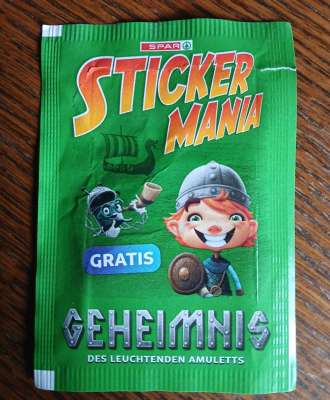 SPAR
STICKER
MANIA
GRATIS
GEHEIMNIS
DES LEUCHTENDEN AMULETTS